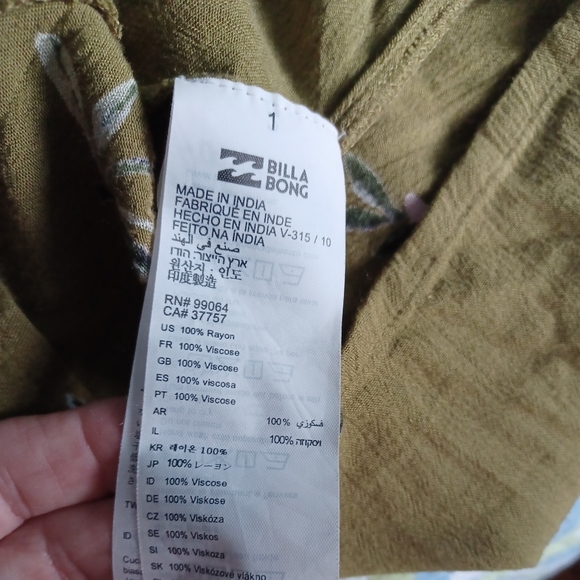 1
BILLA
BONG
MADE IN INDIA
FABRIQUÉ EN INDE
HECHO EN INDIA V-315 / 10
FEITO NA ÍNDIA
صنع في الهند
ארץ הייצור: הודו
원산지 : 인도
印度製造
RN# 99064
CA# 37757
US 100% Rayon
FR 100% Viscose
GB 100% Viscose
ES 100% viscosa
PT 100% Viscose
AR 100% فسكوزي
IL 100% ויסקוזה
KR 레이온 100%
JP 100% レーヨン
ID 100% Viscose
DE 100% Viskose
CZ 100% Viskóza
SE 100% Viskos
SI 100% Viskoza
SK 100% Viskózové vlákno
TW
ID